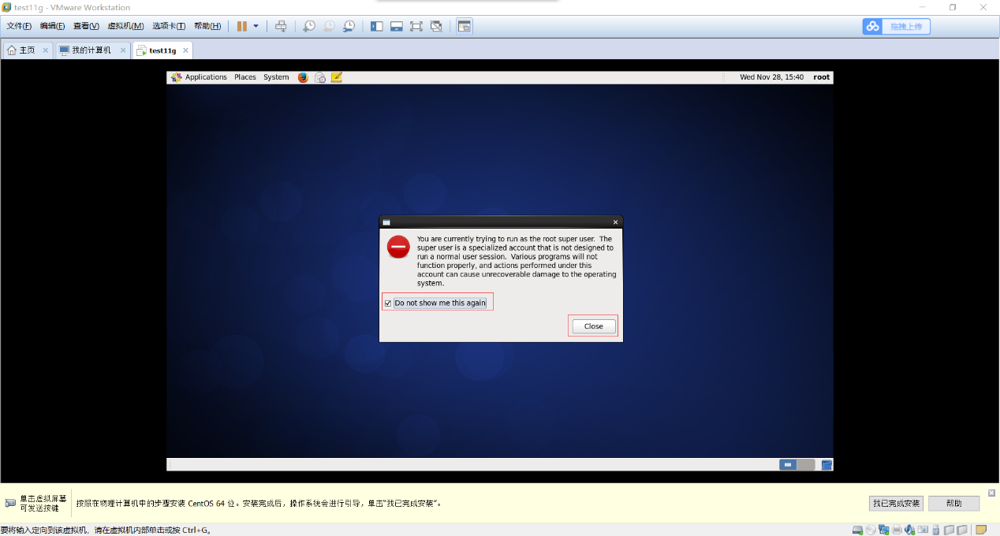 test11g - VMware Workstation
文件(F) 编辑(E) 查看(V) 虚拟机(M) 选项卡(T) 帮助(H)
拖拽上传
主页 我的计算机 test11g
Applications Places System Wed Nov 28, 15:40 root
You are currently trying to run as the root super user. The
super user is a specialized account that is not designed to
run a normal user session. Various programs will not
function properly, and actions performed under this
account can cause unrecoverable damage to the operating
system.
Do not show me this again
Close
单击虚拟屏幕
可发送按键
按照在物理计算机中的步骤安装 CentOS 64 位。安装完成后，操作系统会进行引导，单击“我已完成安装”。
我已完成安装 帮助
要将输入定向到该虚拟机，请在虚拟机内部单击或按 Ctrl+G。